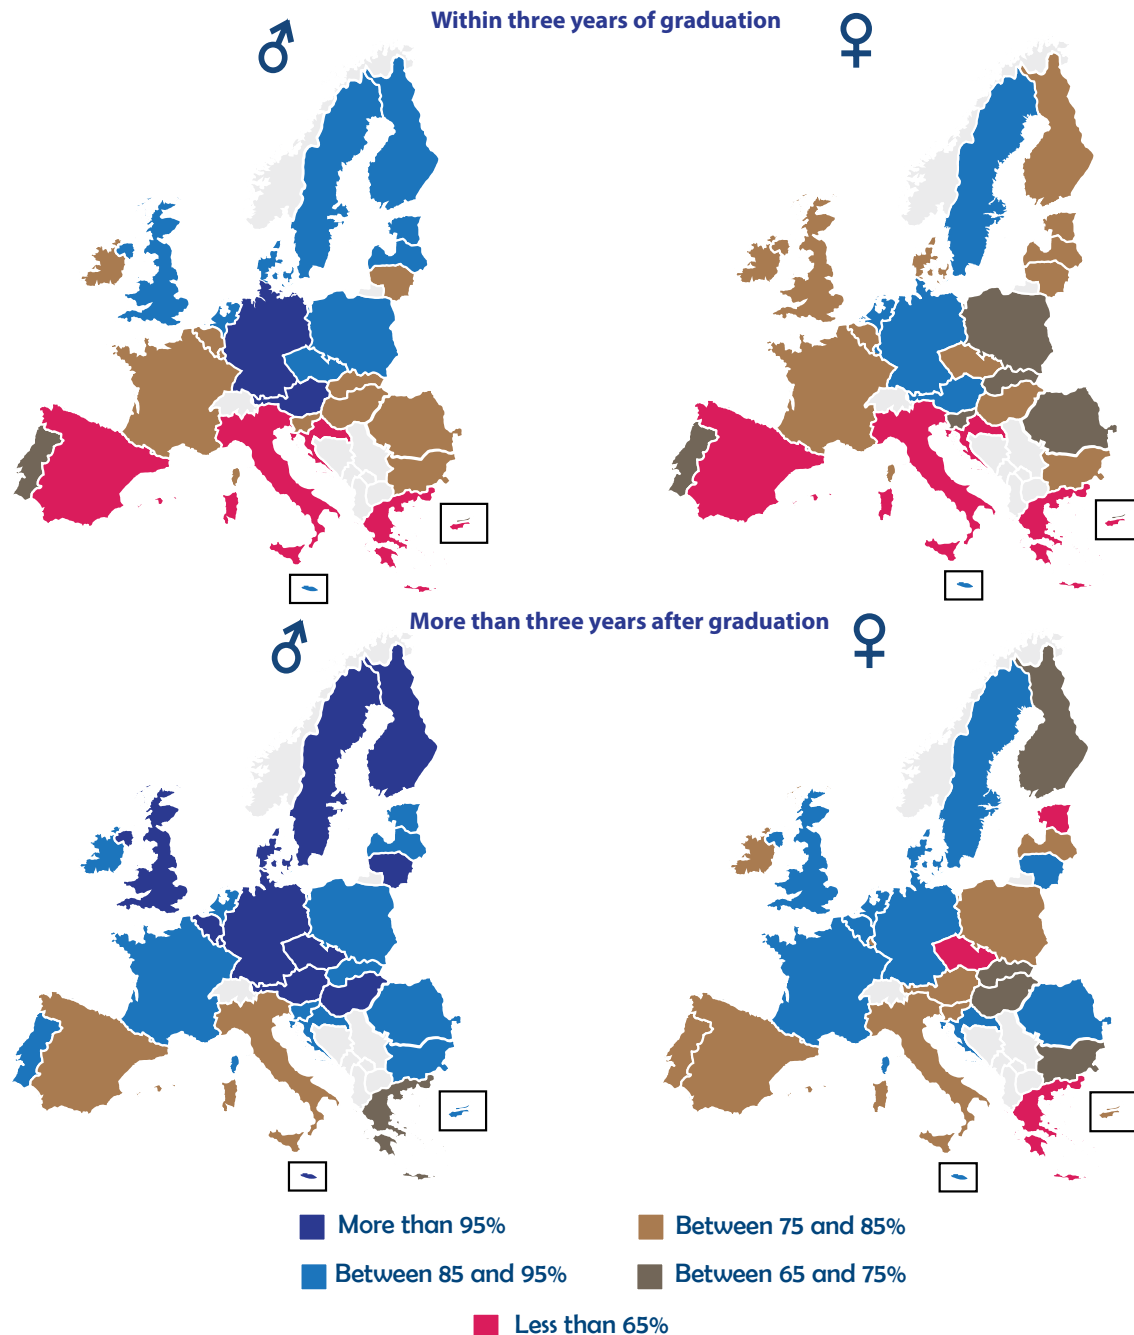 Within three years of graduation
More than three years after graduation
More than 95%
Between 75 and 85%
Between 85 and 95%
Between 65 and 75%
Less than 65%